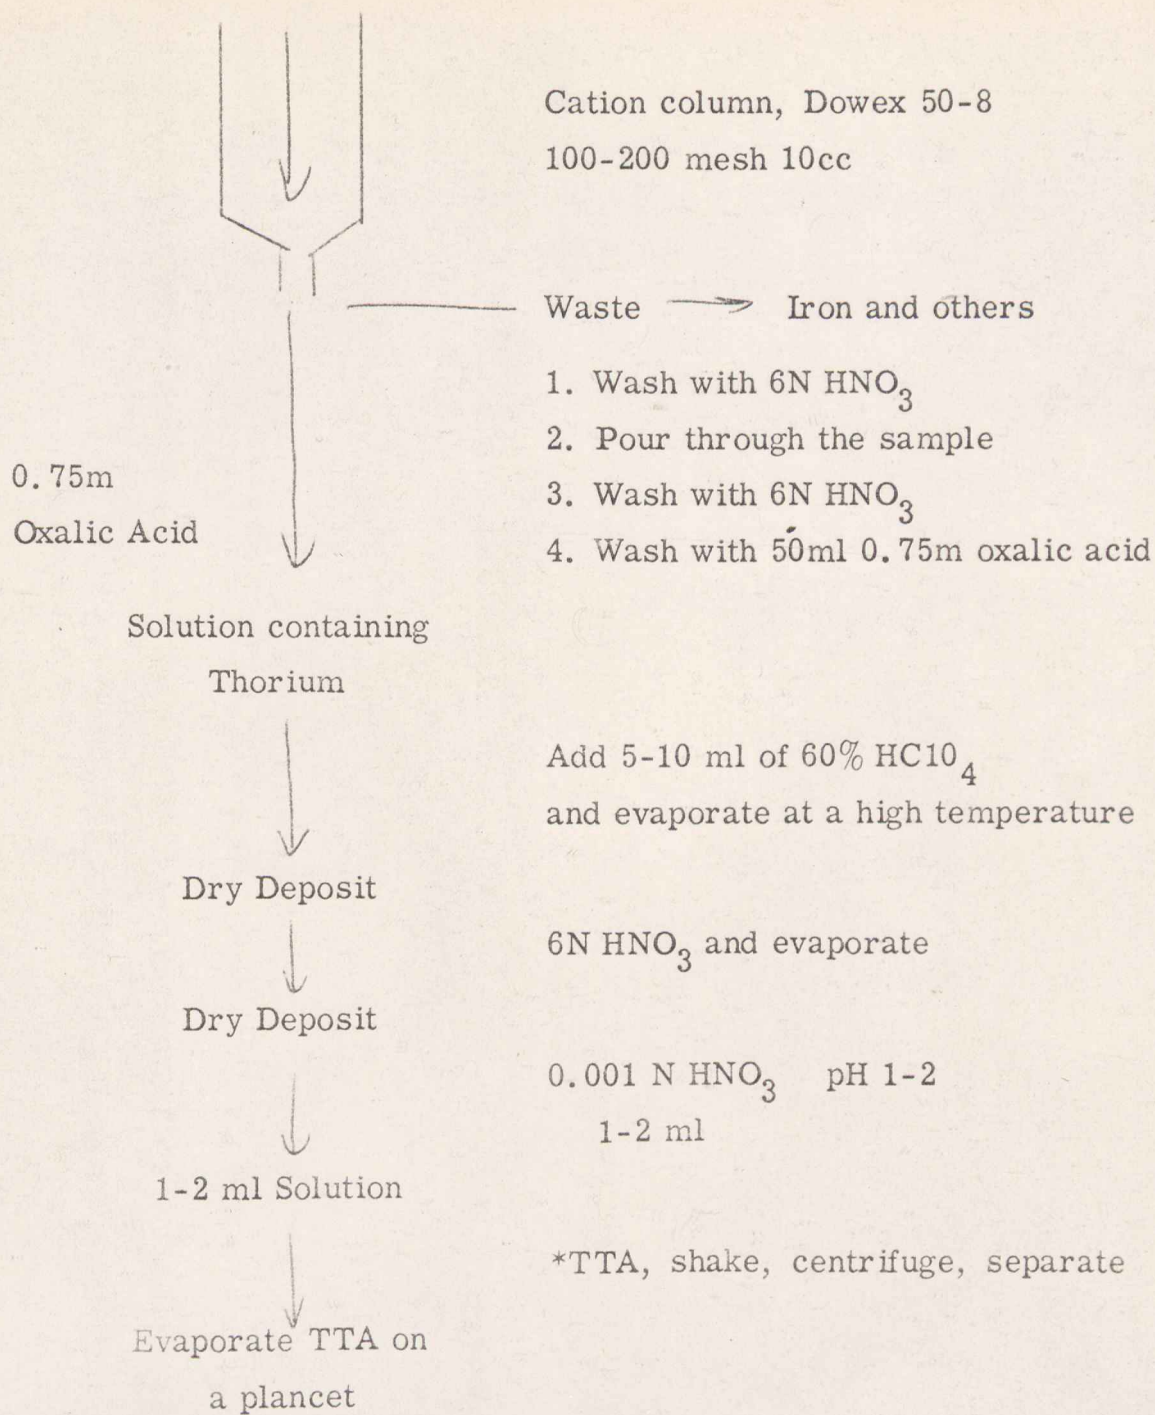 Cation column, Dowex 50-8
100-200 mesh 10cc
Waste Iron and others
1. Wash with 6N HNO3
2. Pour through the sample
3. Wash with 6N HNO3
4. Wash with 50ml 0.75m oxalic acid
0.75m
Oxalic Acid
Solution containing
Thorium
Add 5-10 ml of 60% HC104
and evaporate at a high temperature
Dry Deposit
6N HNO3 and evaporate
Dry Deposit
0.001 N HNO3 pH 1-2
1-2 ml
1-2 ml Solution
*TTA, shake, centrifuge, separate
Evaporate TTA on
a plancet